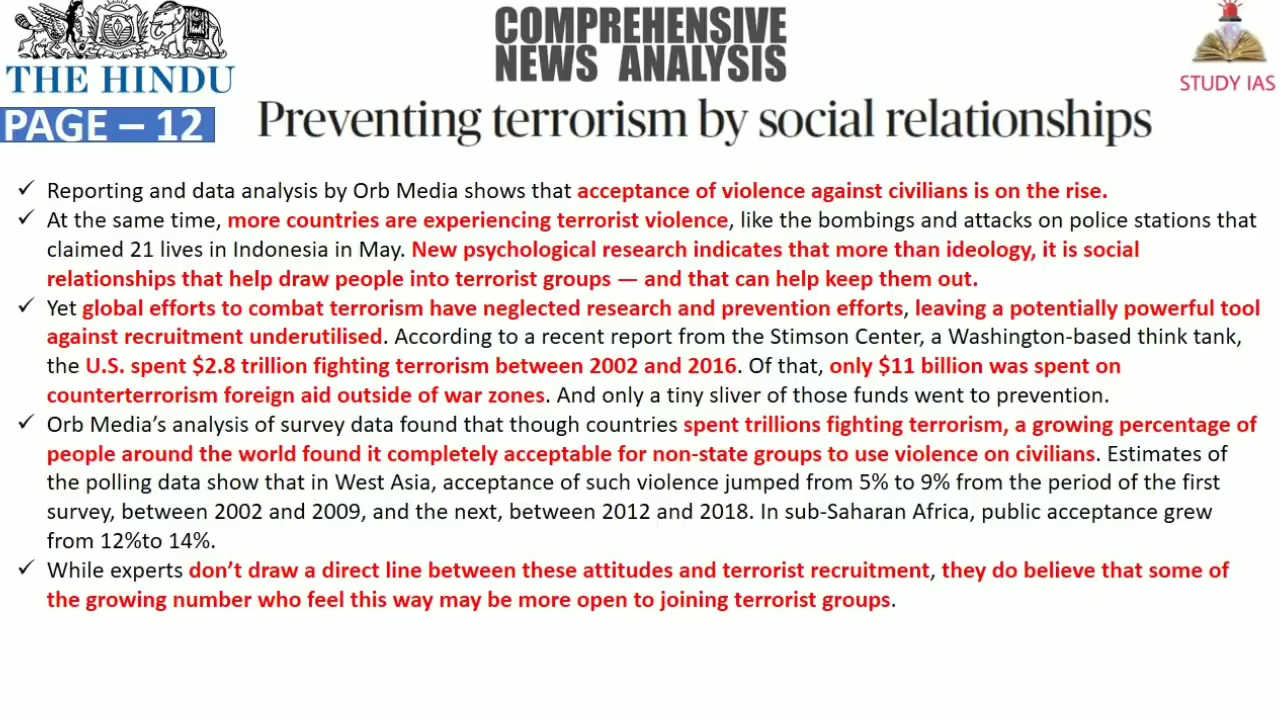 COMPREHENSIVE
NEWS ANALYSIS
THE HINDU
STUDY IAS
PAGE – 12
Preventing terrorism by social relationships
✓ Reporting and data analysis by Orb Media shows that acceptance of violence against civilians is on the rise.
✓ At the same time, more countries are experiencing terrorist violence, like the bombings and attacks on police stations that
claimed 21 lives in Indonesia in May. New psychological research indicates that more than ideology, it is social
relationships that help draw people into terrorist groups — and that can help keep them out.
✓ Yet global efforts to combat terrorism have neglected research and prevention efforts, leaving a potentially powerful tool
against recruitment underutilised. According to a recent report from the Stimson Center, a Washington-based think tank,
the U.S. spent $2.8 trillion fighting terrorism between 2002 and 2016. Of that, only $11 billion was spent on
counterterrorism foreign aid outside of war zones. And only a tiny sliver of those funds went to prevention.
✓ Orb Media’s analysis of survey data found that though countries spent trillions fighting terrorism, a growing percentage of
people around the world found it completely acceptable for non-state groups to use violence on civilians. Estimates of
the polling data show that in West Asia, acceptance of such violence jumped from 5% to 9% from the period of the first
survey, between 2002 and 2009, and the next, between 2012 and 2018. In sub-Saharan Africa, public acceptance grew
from 12%to 14%.
✓ While experts don’t draw a direct line between these attitudes and terrorist recruitment, they do believe that some of
the growing number who feel this way may be more open to joining terrorist groups.